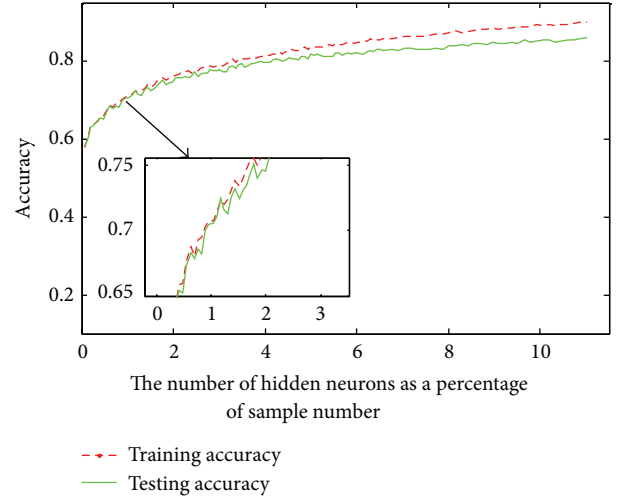 Accuracy
0.8
0.6
0.4
0.2
0 2 4 6 8 10
0.75
0.7
0.65
0 1 2 3
The number of hidden neurons as a percentage
of sample number
Training accuracy
Testing accuracy